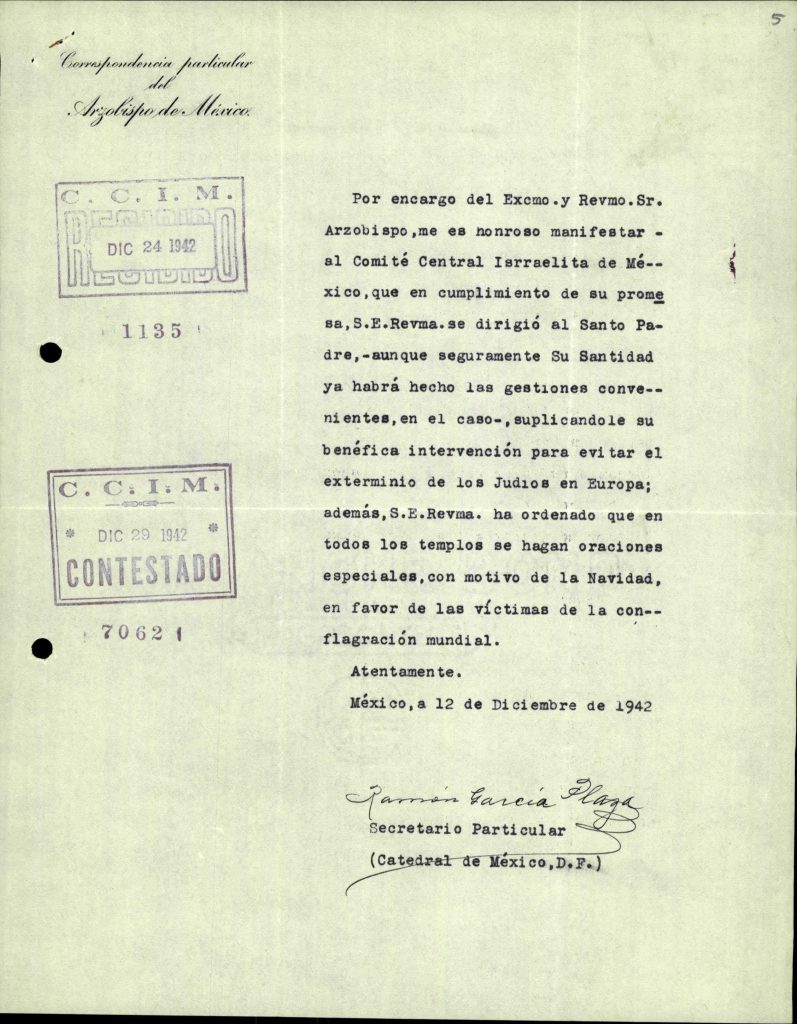 5
Correspondencia particular
del
Arzobispo de México.
C. C. I. M.
RECIBIDO
DIC 24 1942
1135
Por encargo del Excmo.y Revmo.Sr.
Arzobispo,me es honroso manifestar -
al Comité Central Isrraelita de Mé--
xico,que en cumplimiento de su prome
sa,S.E.Revma.se dirigió al Santo Pa-
dre,-aunque seguramente Su Santidad
ya habrá hecho las gestiones conve--
nientes,en el caso-,suplicandole su
benéfica intervención para evitar el
exterminio de los Judios en Europa;
además,S.E.Revma. ha ordenado que en
todos los templos se hagan oraciones
especiales,con motivo de la Navidad,
en favor de las víctimas de la con--
flagración mundial.
Atentamente.
México,a 12 de Diciembre de 1942
C. C. I. M.
* DIC 29 1942 *
CONTESTADO
70621
Ramón García Plaza
Secretario Particular
(Catedral de México,D.F.)